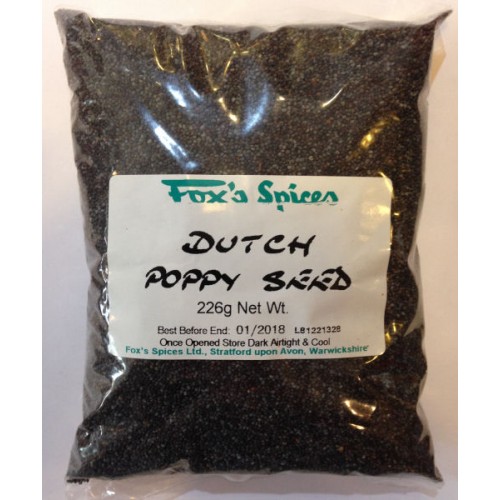 Fox's Spices
DUTCH
POPPY SEED
226g Net Wt.
Best Before End: 01/2018 L81221328
Once Opened Store Dark Airtight & Cool
Fox's Spices Ltd., Stratford upon Avon, Warwickshire